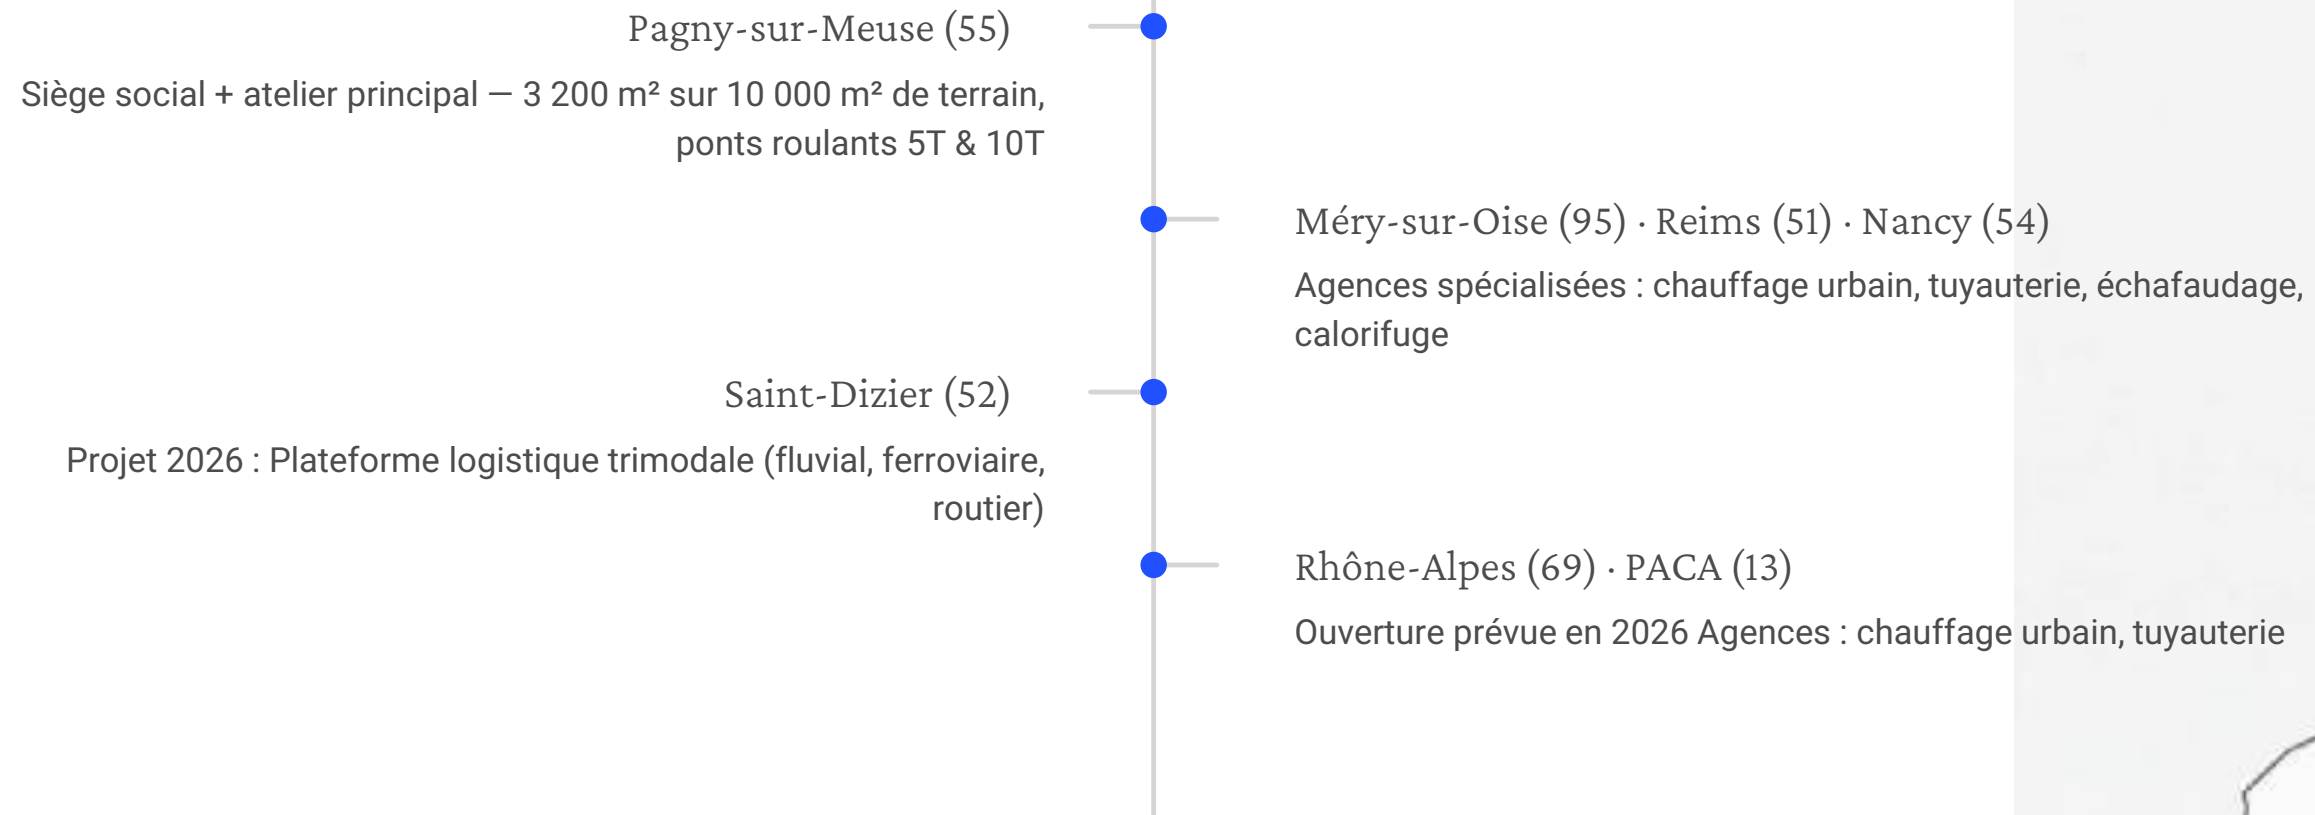 Pagny-sur-Meuse (55)
Siège social + atelier principal — 3 200 m² sur 10 000 m² de terrain,
ponts roulants 5T & 10T
Méry-sur-Oise (95) · Reims (51) · Nancy (54)
Agences spécialisées : chauffage urbain, tuyauterie, échafaudage,
calorifuge
Saint-Dizier (52)
Projet 2026 : Plateforme logistique trimodale (fluvial, ferroviaire,
routier)
Rhône-Alpes (69) · PACA (13)
Ouverture prévue en 2026 Agences : chauffage urbain, tuyauterie